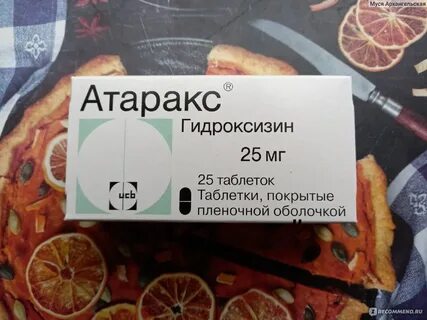 Муся Архангельская
Атаракс®
Гидроксизин
25 мг
25 таблеток
Таблетки, покрытые
пленочной оболочкой
ucb
IRECOMMEND.RU